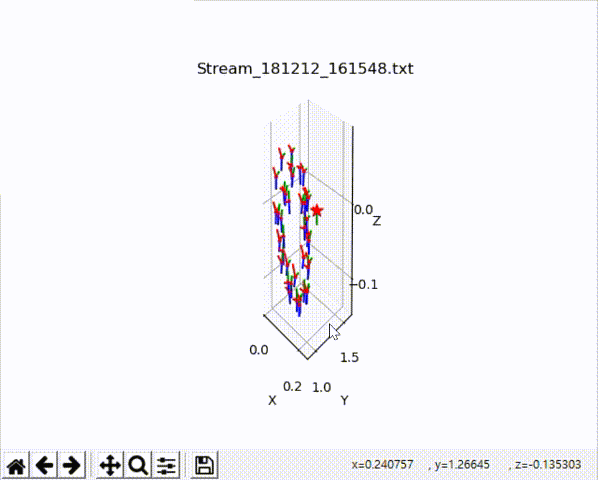 Stream_181212_161548.txt
0.0
Z
−0.1
0.0
1.5
0.2 1.0
X Y
x=0.240757 , y=1.26645 , z=-0.135303